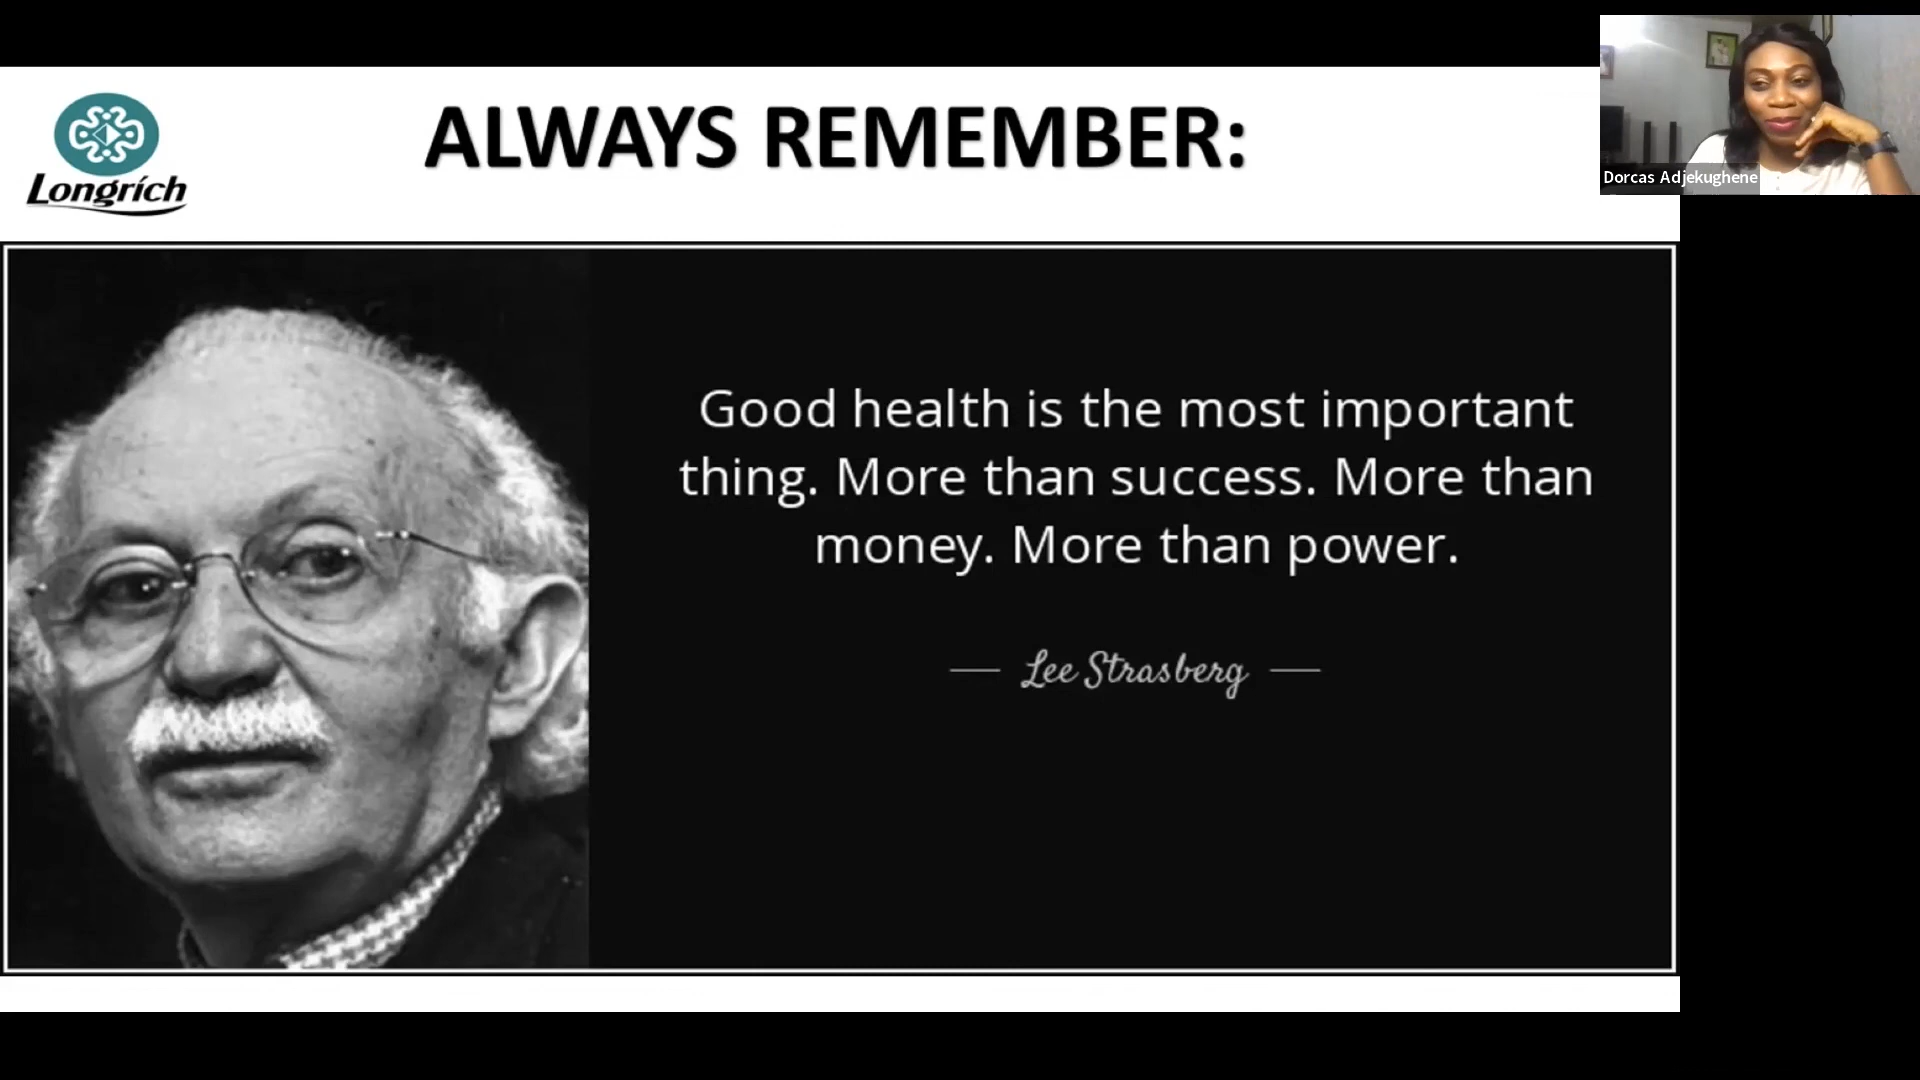 ALWAYS REMEMBER:
Longrich
Dorcas Adjekughene
Good health is the most important
thing. More than success. More than
money. More than power.
Lee Strasberg